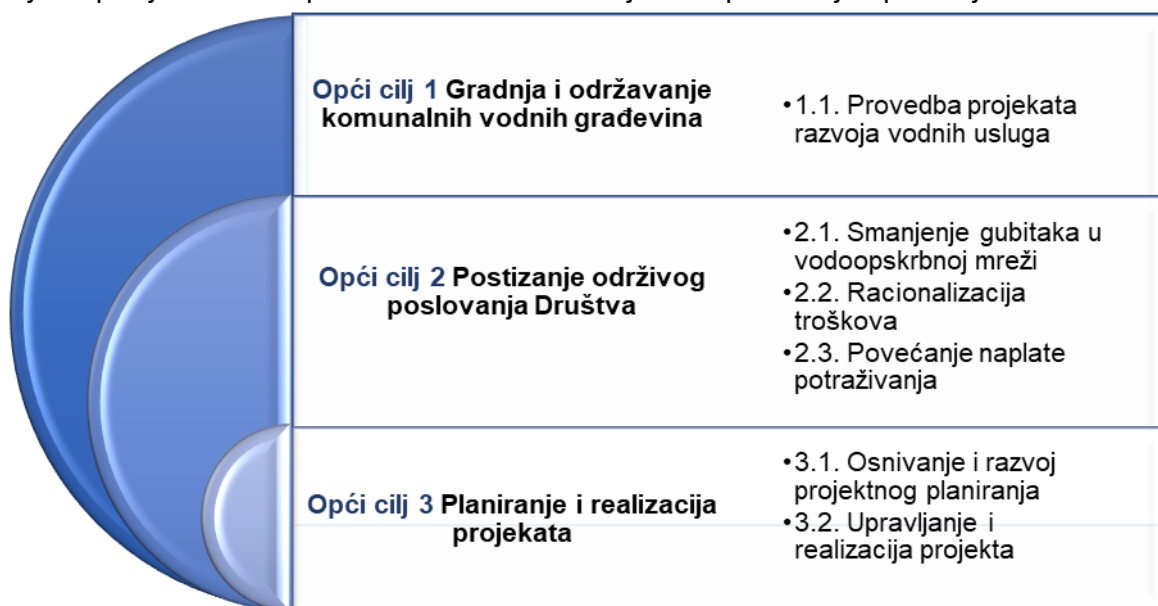 Opći cilj 1 Gradnja i održavanje
komunalnih vodnih građevina
•1.1. Provedba projekata
razvoja vodnih usluga
Opći cilj 2 Postizanje održivog
poslovanja Društva
•2.1. Smanjenje gubitaka u
vodoopskrbnoj mreži
•2.2. Racionalizacija
troškova
•2.3. Povećanje naplate
potraživanja
Opći cilj 3 Planiranje i realizacija
projekata
•3.1. Osnivanje i razvoj
projektnog planiranja
•3.2. Upravljanje i
realizacija projekta